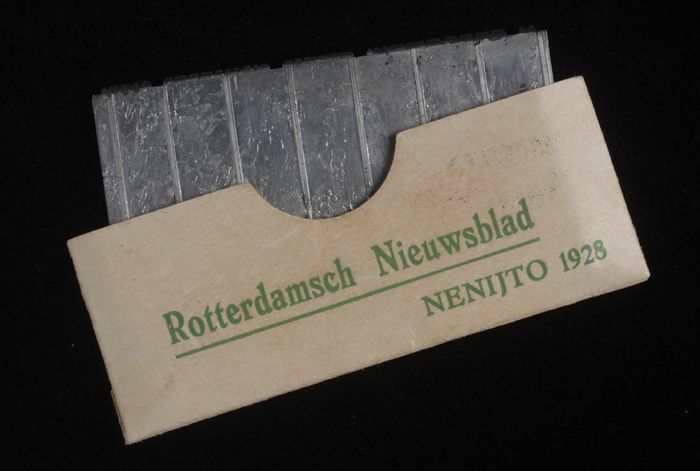 Rotterdamsch Nieuwsblad
NENIJTO 1928